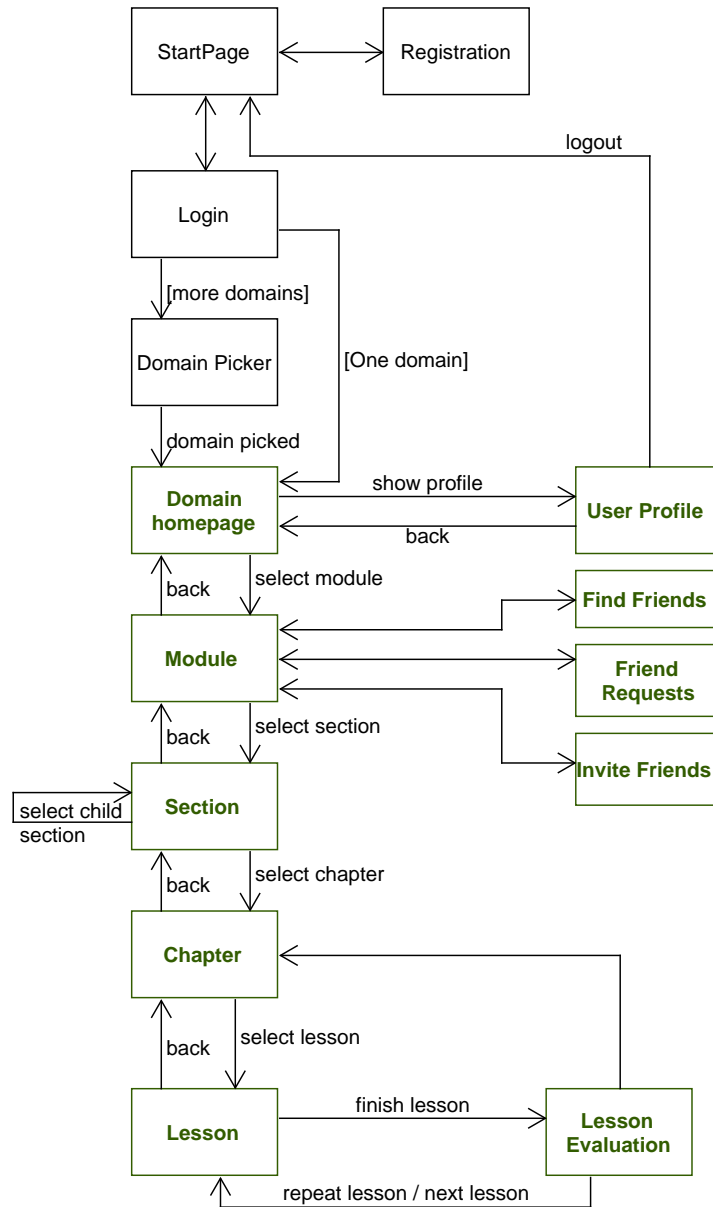 StartPage
Registration
logout
Login
[more domains]
Domain Picker
[One domain]
domain picked
Domain
homepage
show profile
User Profile
back
back
select module
Find Friends
Module
Friend
Requests
back
select section
Invite Friends
Section
select child
section
back
select chapter
Chapter
back
select lesson
Lesson
finish lesson
Lesson
Evaluation
repeat lesson / next lesson